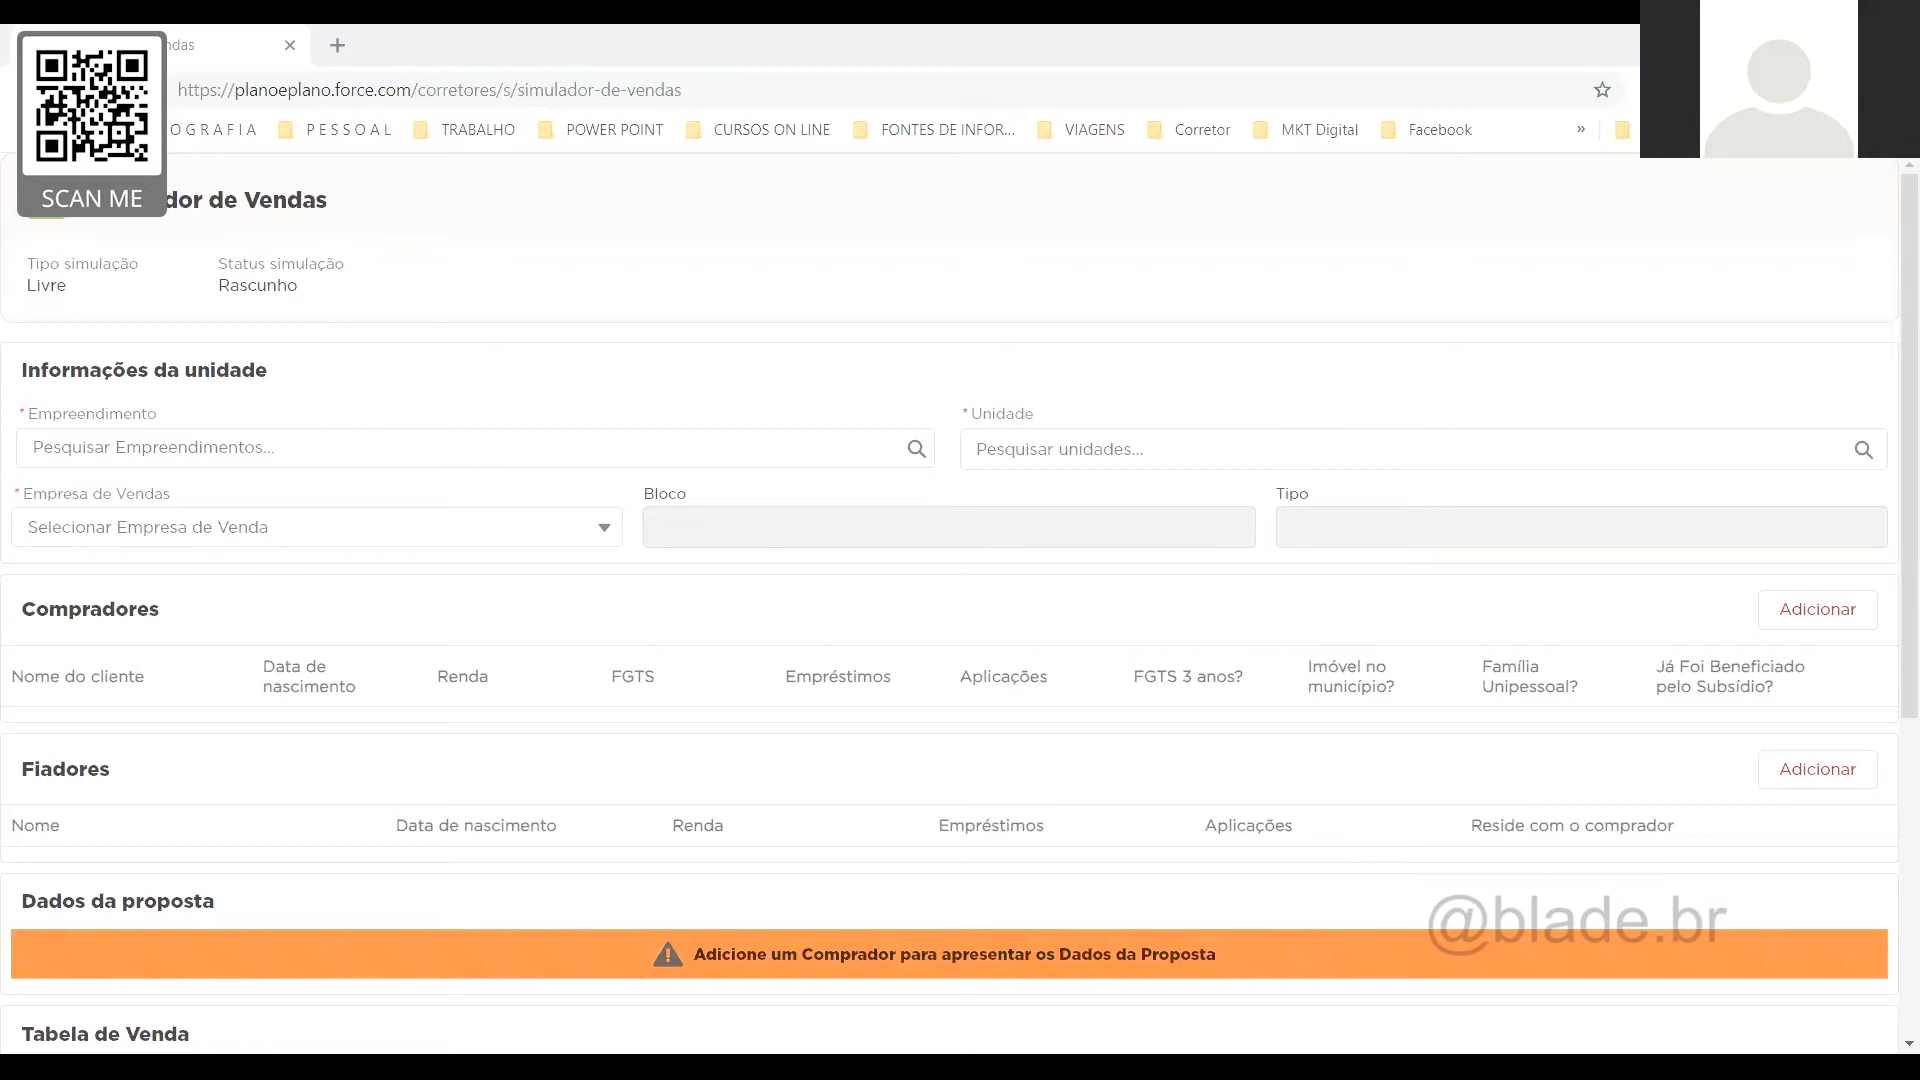 ndas
https://planoeplano.force.com/corretores/s/simulador-de-vendas
OGRAFIA PESSOAL TRABALHO POWER POINT CURSOS ON LINE FONTES DE INFOR... VIAGENS Corretor MKT Digital Facebook »
SCAN ME
dor de Vendas
Tipo simulação Status simulação
Livre Rascunho
Informações da unidade
* Empreendimento * Unidade
Pesquisar Empreendimentos... Pesquisar unidades...
* Empresa de Vendas Bloco Tipo
Selecionar Empresa de Venda
Compradores Adicionar
Nome do cliente Data de nascimento Renda FGTS Empréstimos Aplicações FGTS 3 anos? Imóvel no município? Família Unipessoal? Já Foi Beneficiado pelo Subsídio?
Fiadores Adicionar
Nome Data de nascimento Renda Empréstimos Aplicações Reside com o comprador
Dados da proposta
@blade.br
Adicione um Comprador para apresentar os Dados da Proposta
Tabela de Venda